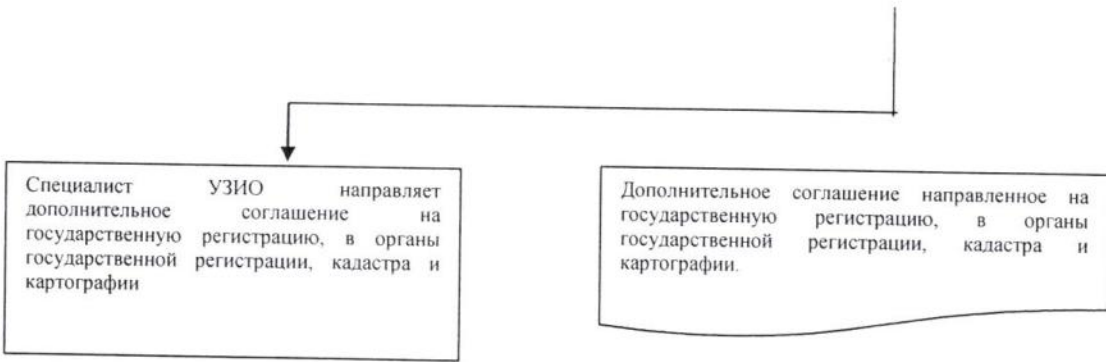 Специалист УЗИО направляет
дополнительное соглашение на
государственную регистрацию, в органы
государственной регистрации, кадастра и
картографии
Дополнительное соглашение направленное на
государственную регистрацию, в органы
государственной регистрации, кадастра и
картографии.